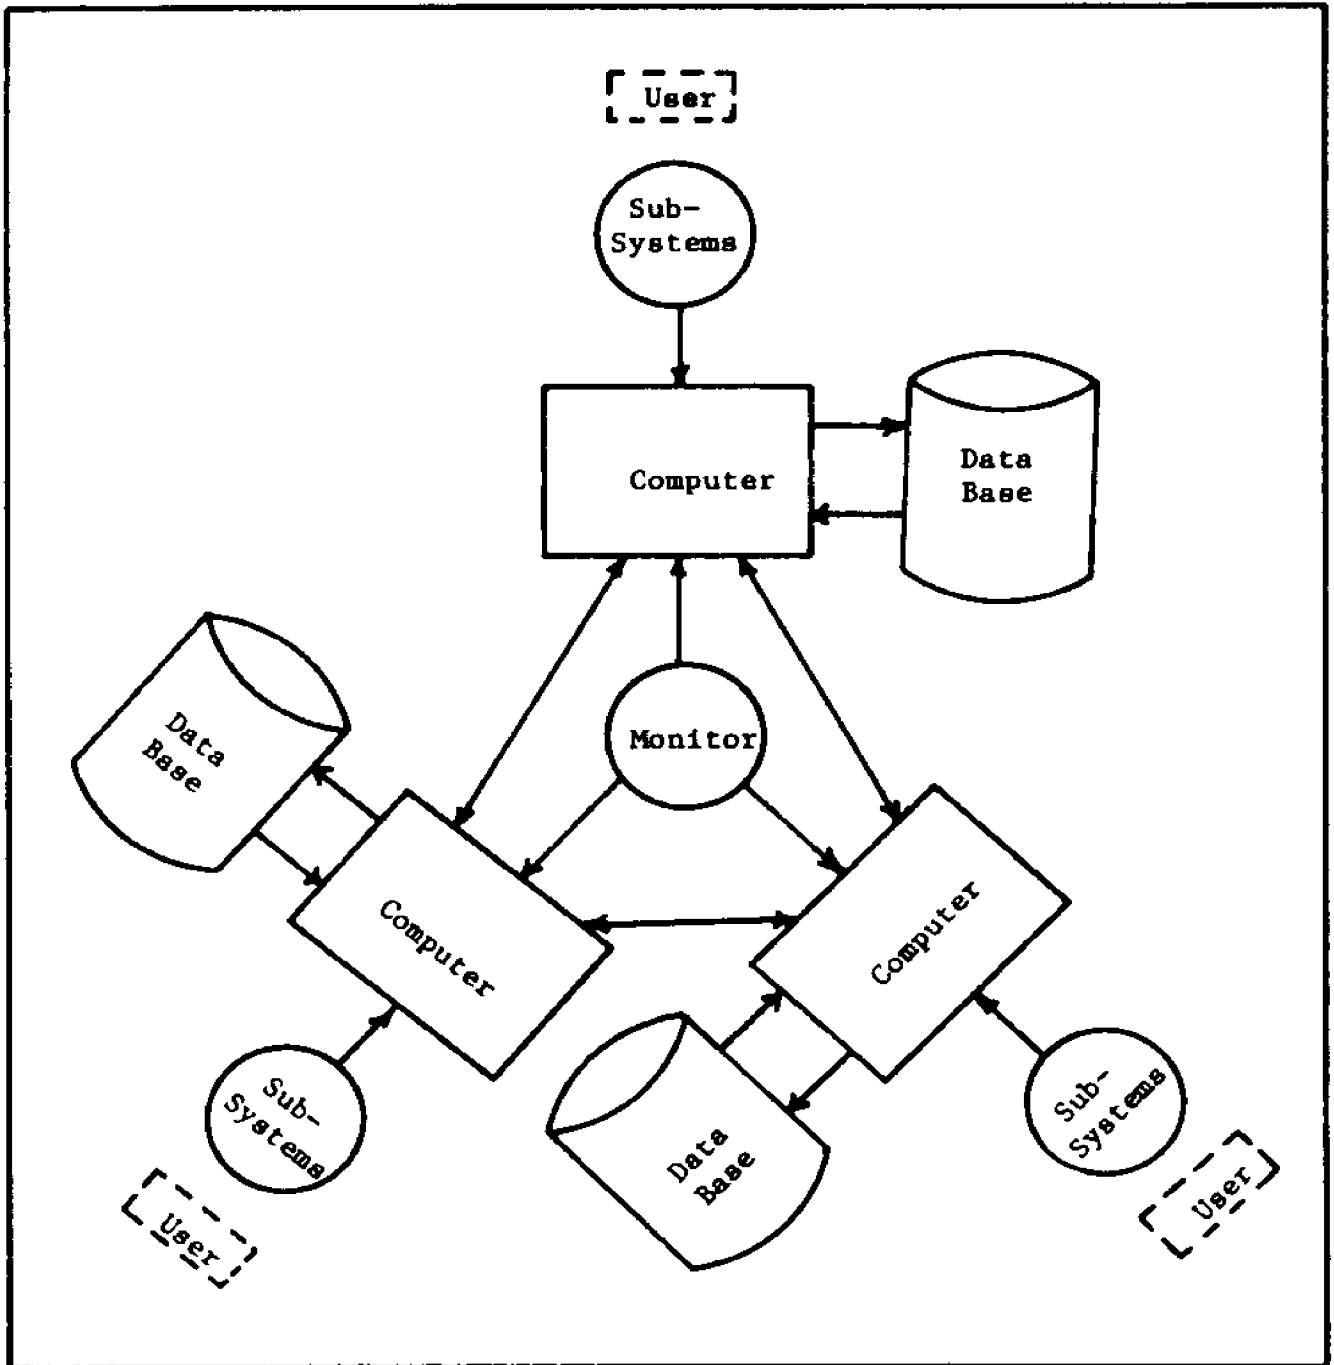 User
Sub-
Systems
Computer
Data
Base
Monitor
Data
Base
Computer
Computer
Sub-
Systems
User
Data
Base
Sub-
Systems
User